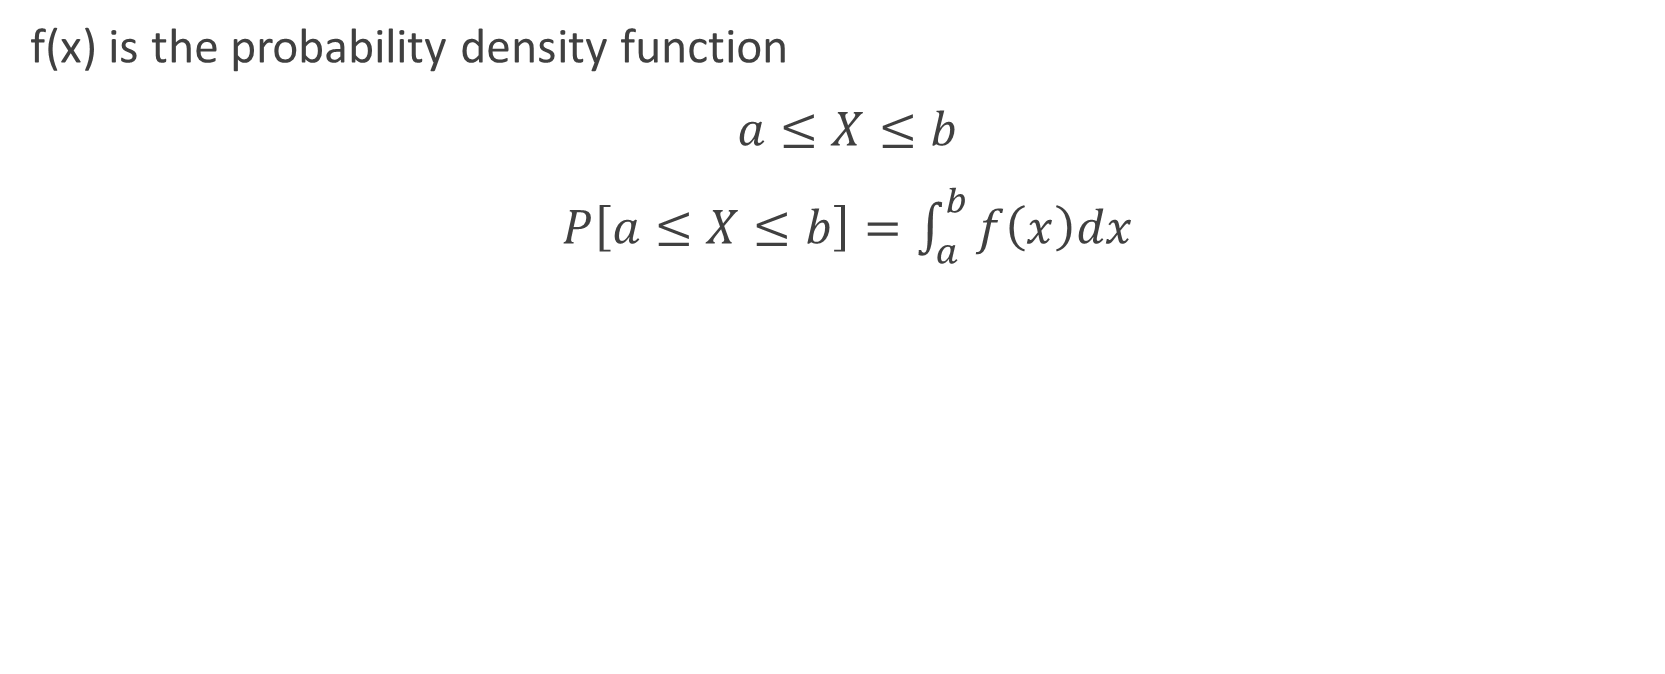 f(x) is the probability density function
a ≤ X ≤ b
P[a ≤ X ≤ b] = ∫_a^b f(x)dx